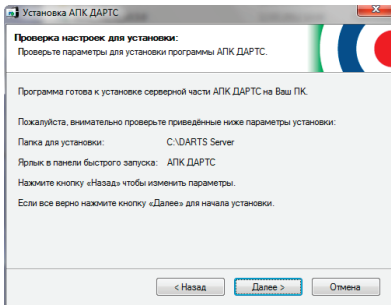 Установка АПК ДАРТС
Проверка настроек для установки:
Проверьте параметры для установки программы АПК ДАРТС.
Программа готова к установке серверной части АПК ДАРТС на Ваш ПК.
Пожалуйста, внимательно проверьте приведённые ниже параметры установки:
Папка для установки: C:\DARTS Server
Ярлык в панели быстрого запуска: АПК ДАРТС
Нажмите кнопку «Назад» чтобы изменить параметры.
Если все верно нажмите кнопку «Далее» для начала установки.
< Назад Далее > Отмена